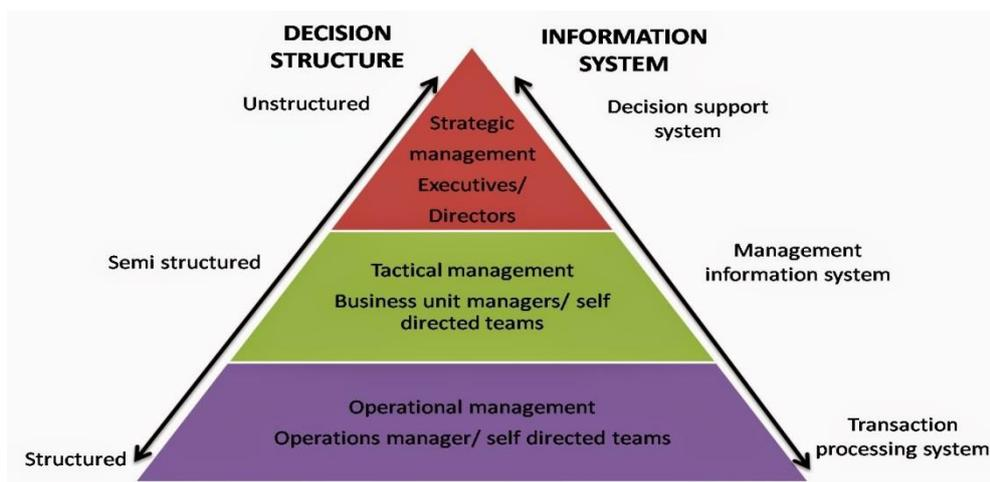 DECISION
STRUCTURE
INFORMATION
SYSTEM
Unstructured
Decision support
system
Strategic
management
Executives/
Directors
Semi structured
Management
information system
Tactical management
Business unit managers/ self
directed teams
Operational management
Operations manager/ self directed teams
Structured
Transaction
processing system